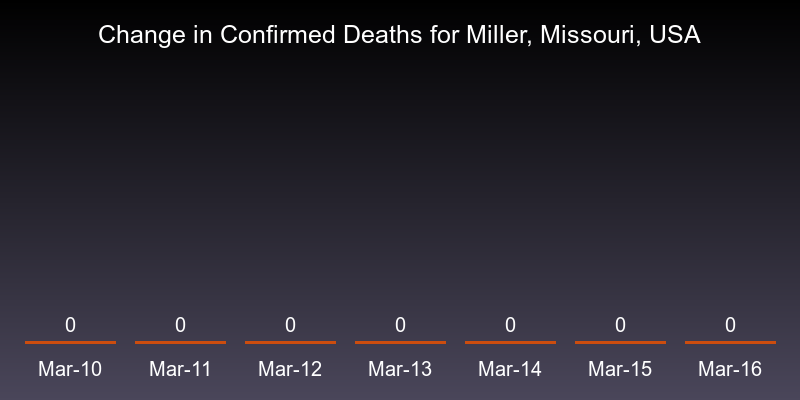 Change in Confirmed Deaths for Miller, Missouri, USA
0 0 0 0 0 0 0
Mar-10 Mar-11 Mar-12 Mar-13 Mar-14 Mar-15 Mar-16